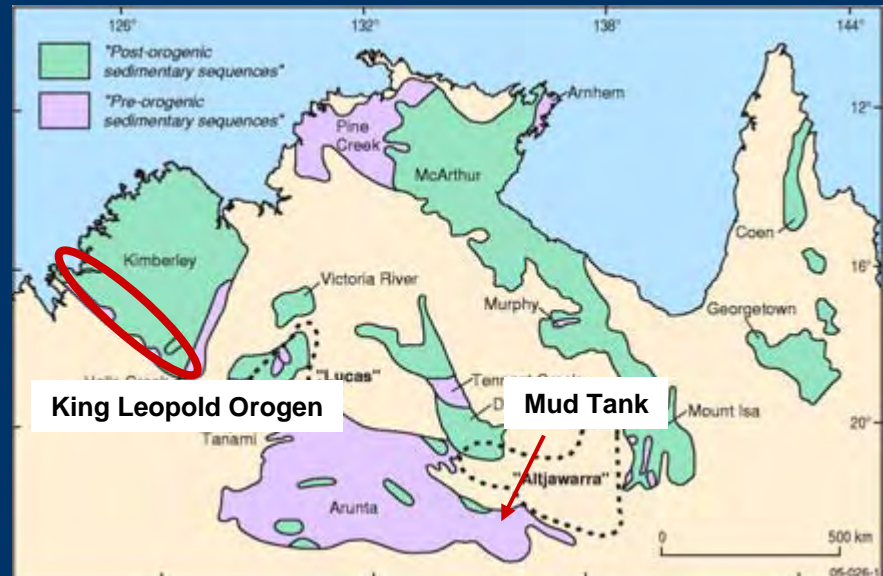 126°
132°
138°
144°
"Post-orogenic
sedimentary sequences"
"Pre-orogenic
sedimentary sequences"
Arnhem
12°
Pine
Creek
McArthur
Coen
Kimberley
16°
Victoria River
Murphy
Georgetown
"Lucas"
King Leopold Orogen
Mud Tank
Mount Isa
Tanami
20°
"Altjawarra"
Arunta
0
500 km